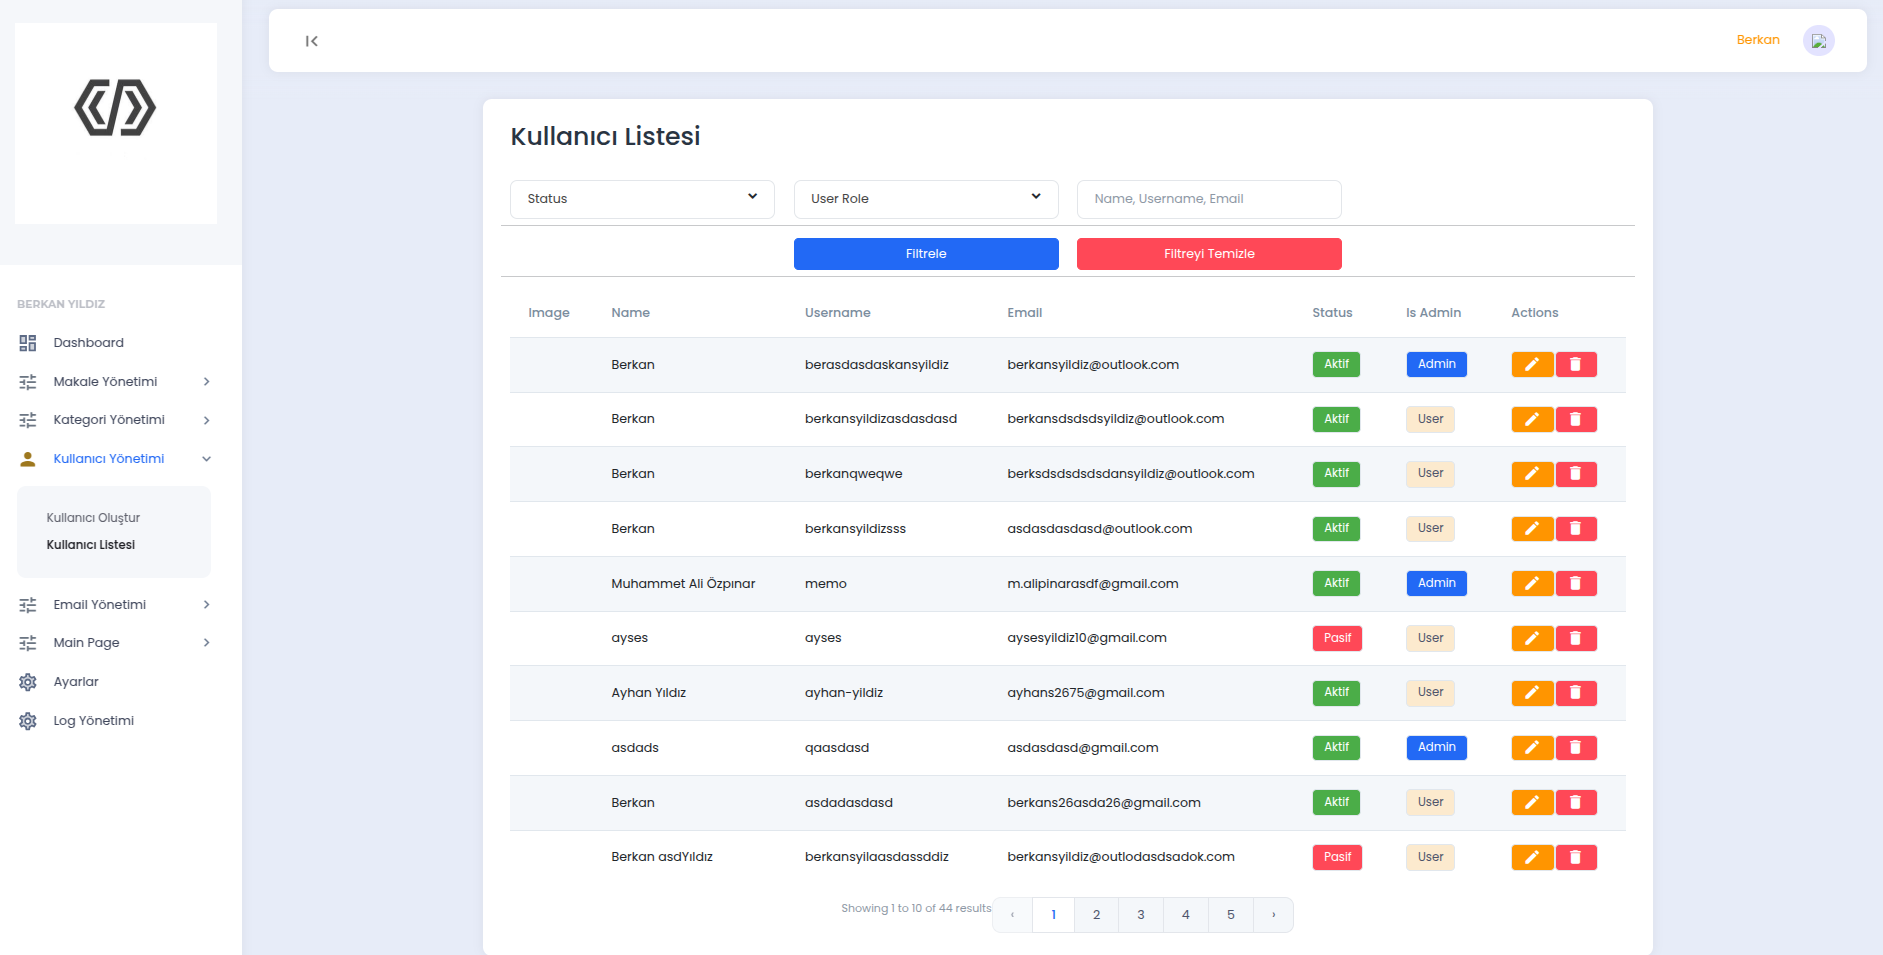 Berkan
Kullanıcı Listesi
Status
User Role
Name, Username, Email
Filtrele
Filtreyi Temizle
BERKAN YILDIZ
Dashboard
Makale Yönetimi
Kategori Yönetimi
Kullanıcı Yönetimi
Kullanıcı Oluştur
Kullanıcı Listesi
Email Yönetimi
Main Page
Ayarlar
Log Yönetimi
Image Name Username Email Status Is Admin Actions
Berkan berasdasdaskansyildiz berkansyildiz@outlook.com Aktif Admin
Berkan berkansyildizasdasdasd berkansdsdsdsyildiz@outlook.com Aktif User
Berkan berkanqweqwe berksdsdsdsdsdansyildiz@outlook.com Aktif User
Berkan berkansyildizsss asdasdasdasd@outlook.com Aktif User
Muhammet Ali Özpınar memo m.alipinarasdf@gmail.com Aktif Admin
ayses ayses aysesyildiz10@gmail.com Pasif User
Ayhan Yıldız ayhan-yildiz ayhans2675@gmail.com Aktif User
asdads qaasdasd asdasdasd@gmail.com Aktif Admin
Berkan asdadasdasd berkans26asda26@gmail.com Aktif User
Berkan asdYıldız berkansyilaasdassddiz berkansyildiz@outlodasdsadok.com Pasif User
Showing 1 to 10 of 44 results ‹ 1 2 3 4 5 ›